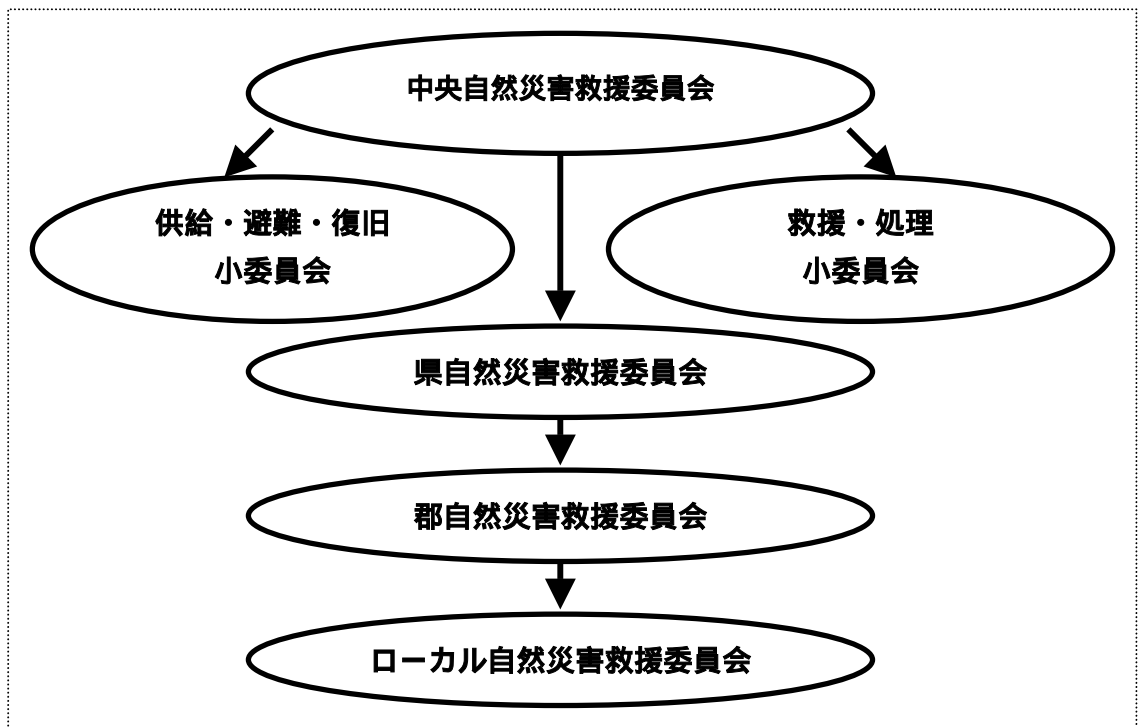 中央自然災害救援委員会
供給・避難・復旧
小委員会
救援・処理
小委員会
県自然災害救援委員会
郡自然災害救援委員会
ローカル自然災害救援委員会